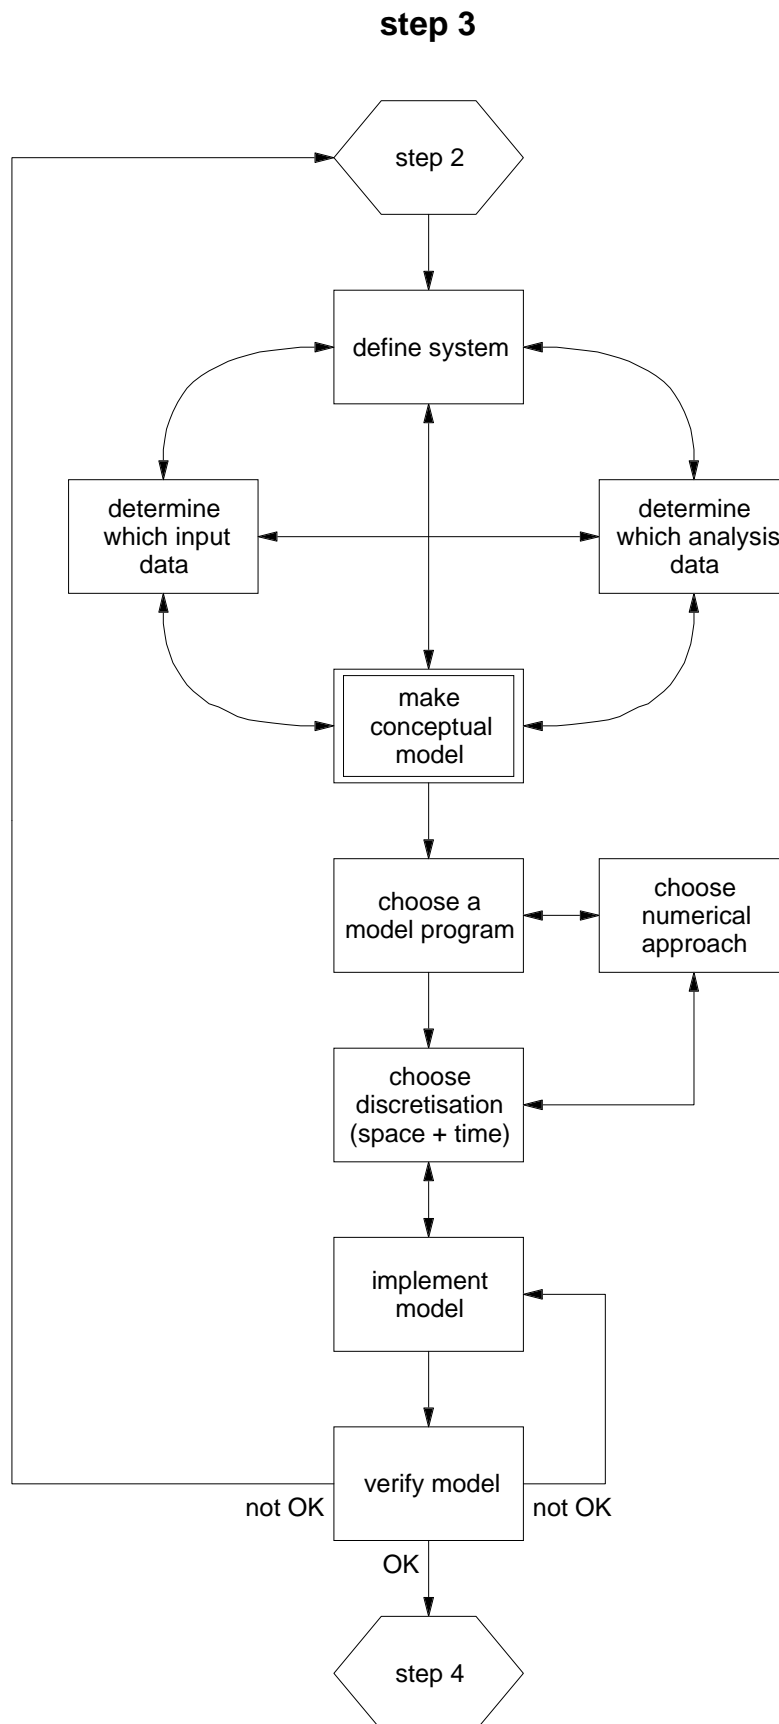 step 3
step 2
define system
determine
which input
data
determine
which analysis
data
make
conceptual
model
choose a
model program
choose
numerical
approach
choose
discretisation
(space + time)
implement
model
verify model
not OK
not OK
OK
step 4